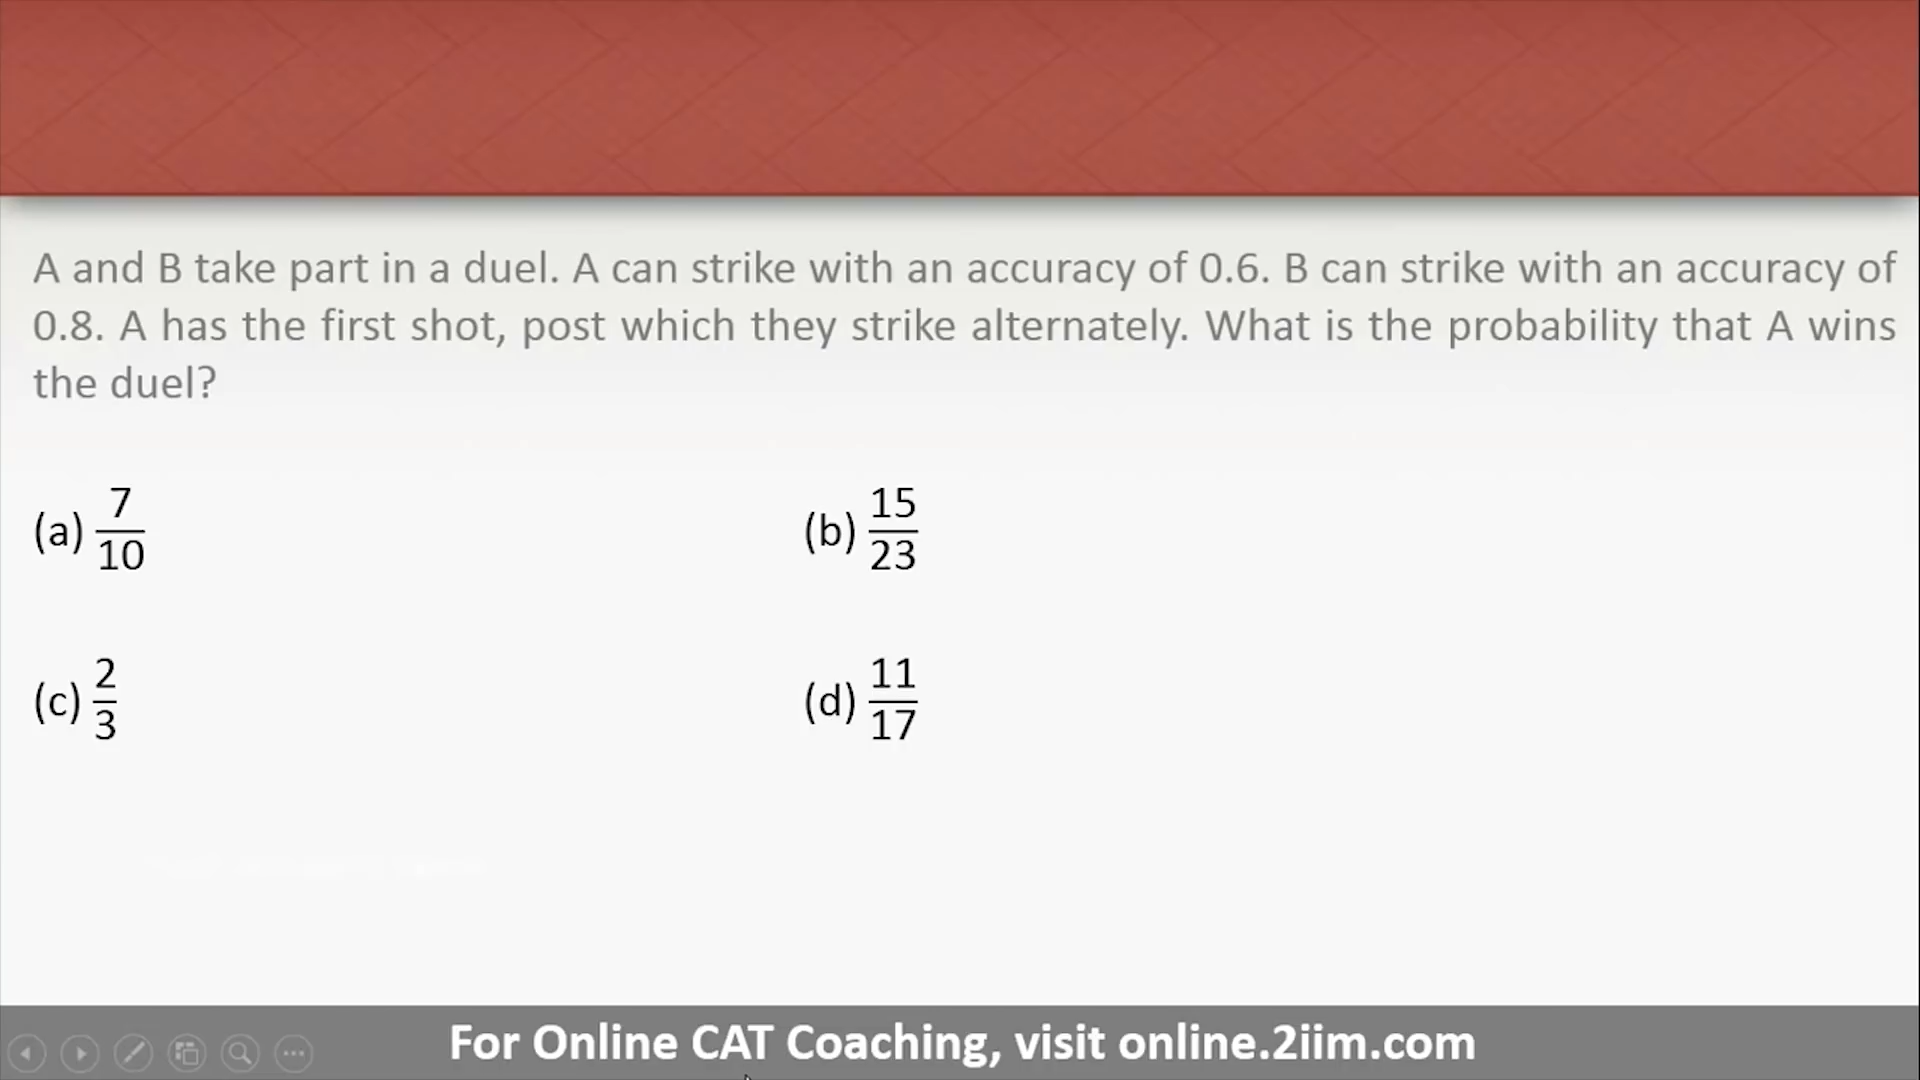 A and B take part in a duel. A can strike with an accuracy of 0.6. B can strike with an accuracy of
0.8. A has the first shot, post which they strike alternately. What is the probability that A wins
the duel?
(a) 7/10
(b) 15/23
(c) 2/3
(d) 11/17
For Online CAT Coaching, visit online.2iim.com